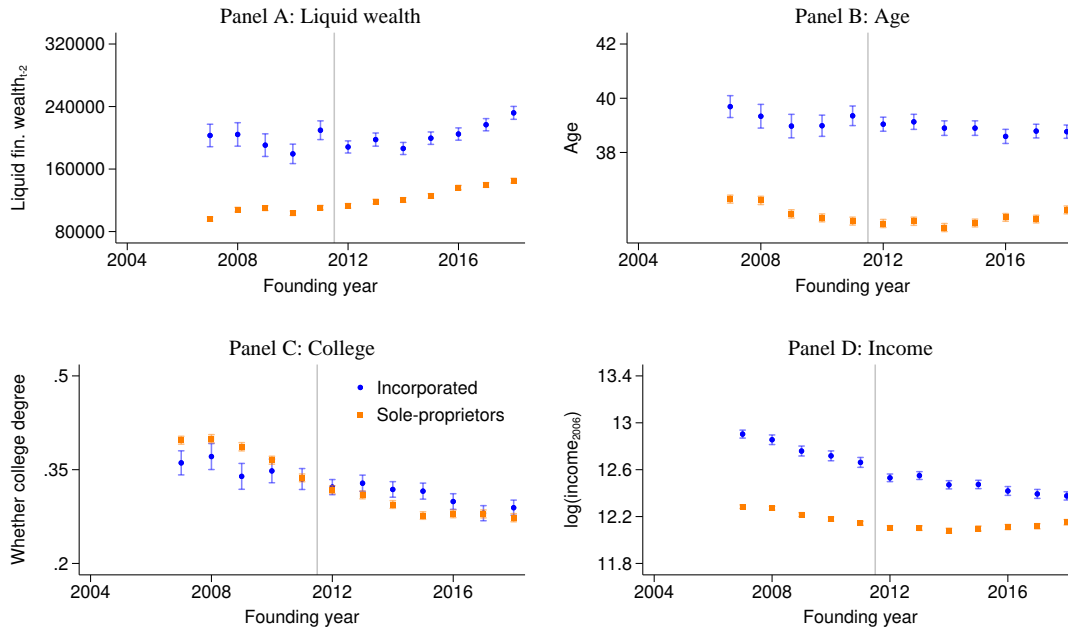 Panel A: Liquid wealth
Liquid fin. wealth t-2
320000
240000
160000
80000
2004 2008 2012 2016
Founding year
Panel B: Age
Age
42
40
38
2004 2008 2012 2016
Founding year
Panel C: College
Whether college degree
.5
.35
.2
Incorporated
Sole-proprietors
2004 2008 2012 2016
Founding year
Panel D: Income
log(income2006)
13.4
13
12.6
12.2
11.8
2004 2008 2012 2016
Founding year